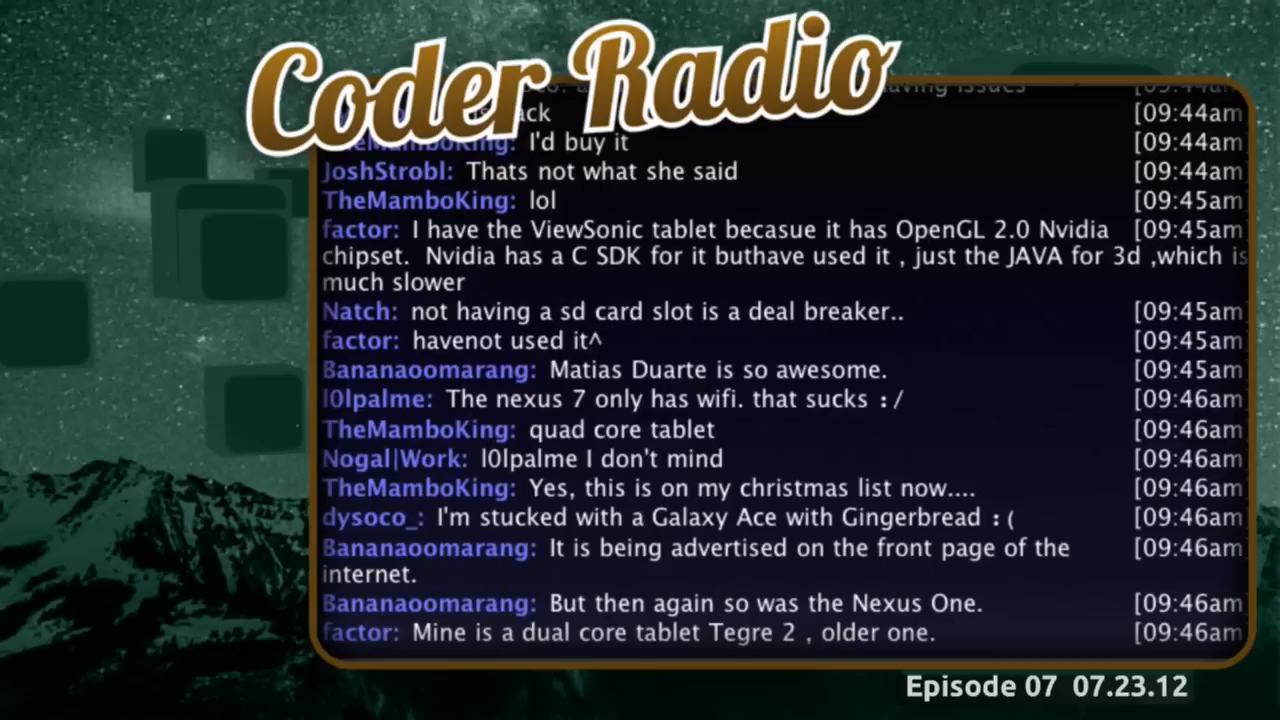 Coder Radio
having issues [09:44am
ack [09:44am
TheMamboKing: I'd buy it [09:44am
JoshStrobl: Thats not what she said [09:44am
TheMamboKing: lol [09:45am
factor: I have the ViewSonic tablet becasue it has OpenGL 2.0 Nvidia [09:45am
chipset. Nvidia has a C SDK for it buthave used it , just the JAVA for 3d ,which is
much slower
Natch: not having a sd card slot is a deal breaker.. [09:45am
factor: havenot used it^ [09:45am
Bananaoomarang: Matias Duarte is so awesome. [09:45am
l0lpalme: The nexus 7 only has wifi. that sucks :/ [09:46am
TheMamboKing: quad core tablet [09:46am
Nogal|Work: l0lpalme I don't mind [09:46am
TheMamboKing: Yes, this is on my christmas list now.... [09:46am
dysoco_: I'm stucked with a Galaxy Ace with Gingerbread :( [09:46am
Bananaoomarang: It is being advertised on the front page of the [09:46am
internet.
Bananaoomarang: But then again so was the Nexus One. [09:46am
factor: Mine is a dual core tablet Tegre 2 , older one. [09:46am
Episode 07 07.23.12